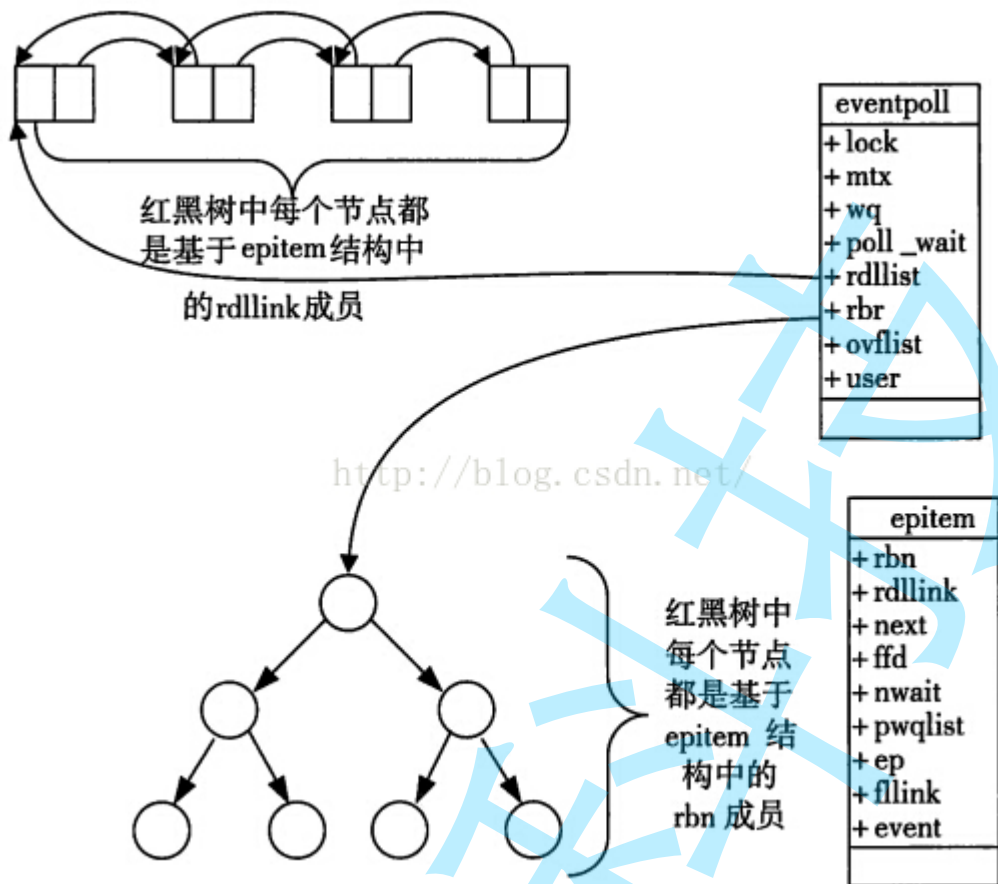 红黑树中每个节点都
是基于epitem结构中
的rdllink成员
eventpoll
+ lock
+ mtx
+ wq
+ poll _wait
+ rdllist
+ rbr
+ ovflist
+ user
http://blog.csdn.net/
红黑树中
每个节点
都是基于
epitem 结
构中的
rbn 成员
epitem
+ rbn
+ rdllink
+ next
+ ffd
+ nwait
+ pwqlist
+ ep
+ fllink
+ event